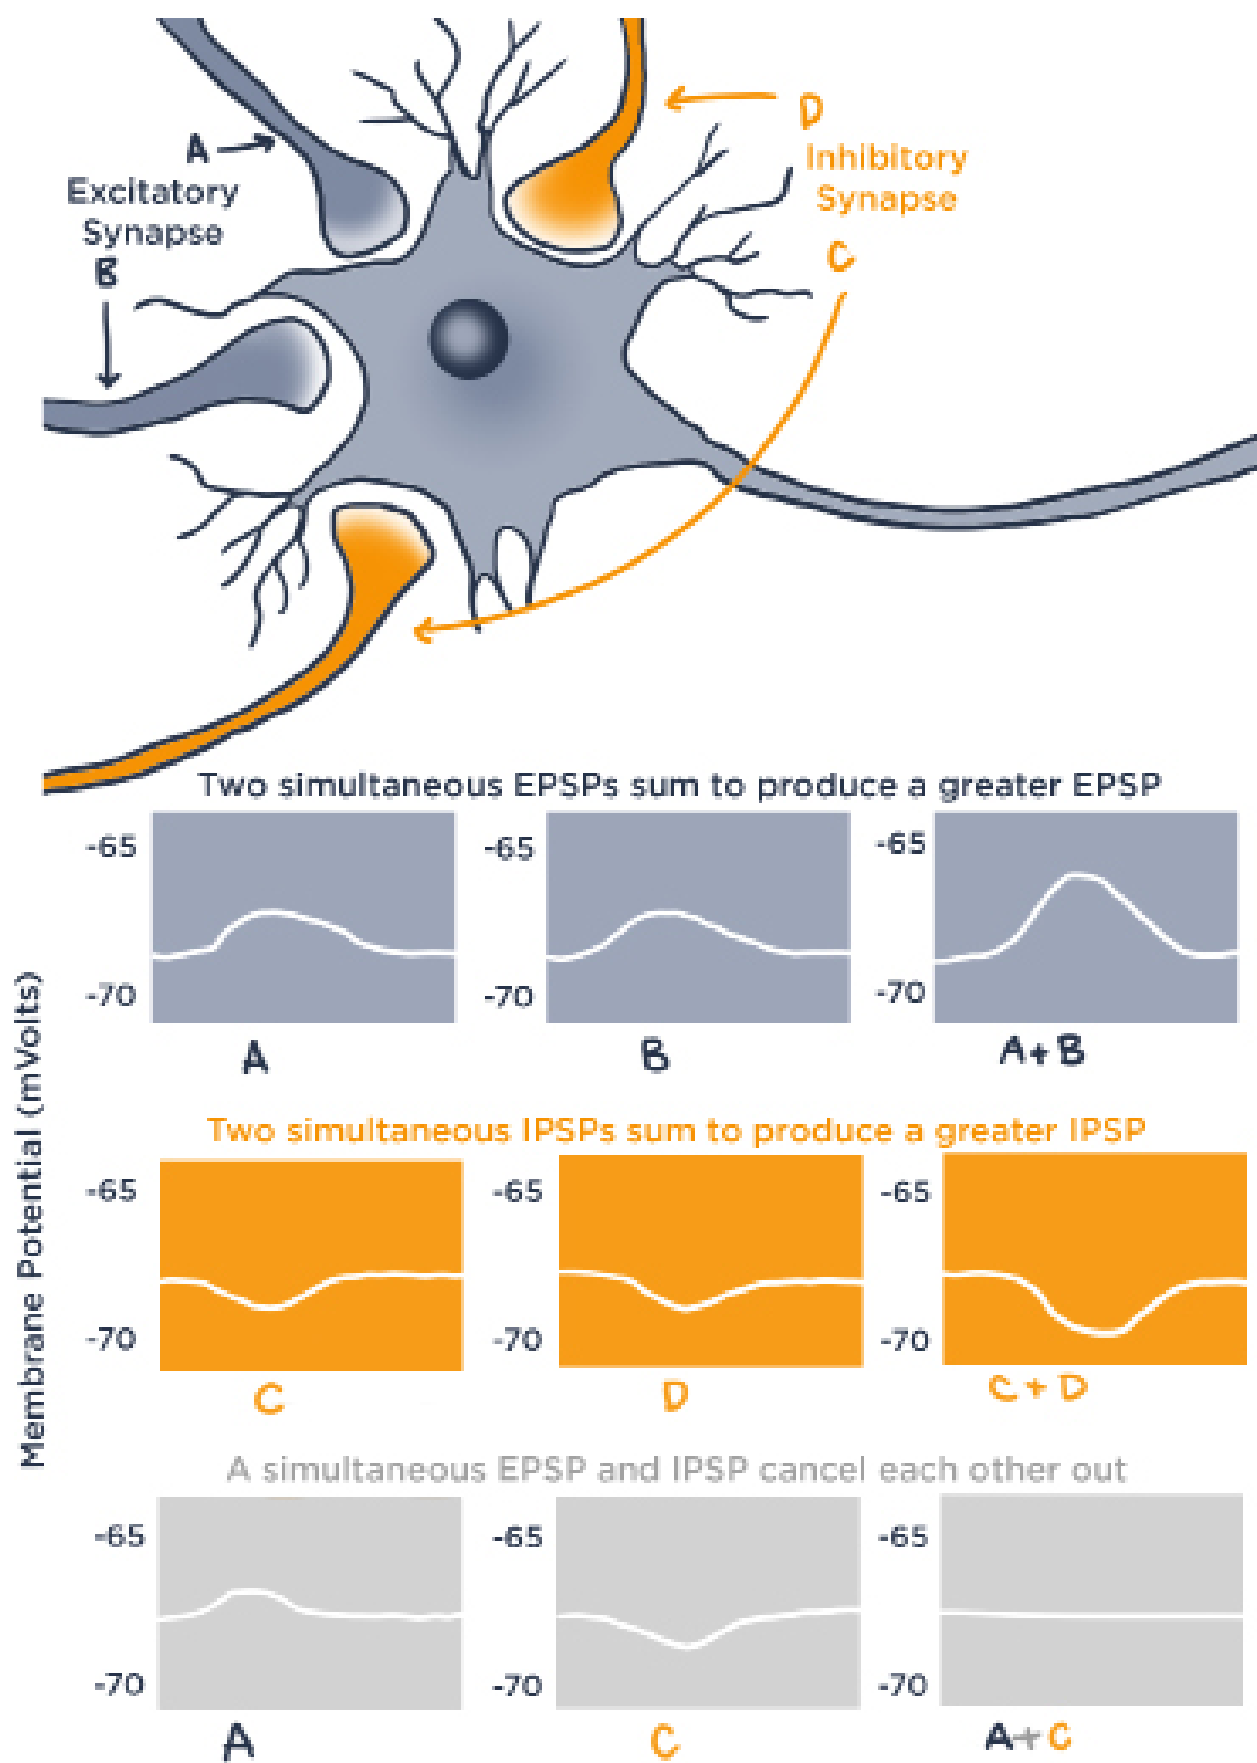 A
D
Excitatory
Synapse
B
Inhibitory
Synapse
C
Two simultaneous EPSPs sum to produce a greater EPSP
-65
-70
-65
-70
-65
-70
A
B
A+B
Membrane Potential (mVolts)
Two simultaneous IPSPs sum to produce a greater IPSP
-65
-70
-65
-70
-65
-70
C
D
C+D
A simultaneous EPSP and IPSP cancel each other out
-65
-70
-65
-70
-65
-70
A
C
A+C